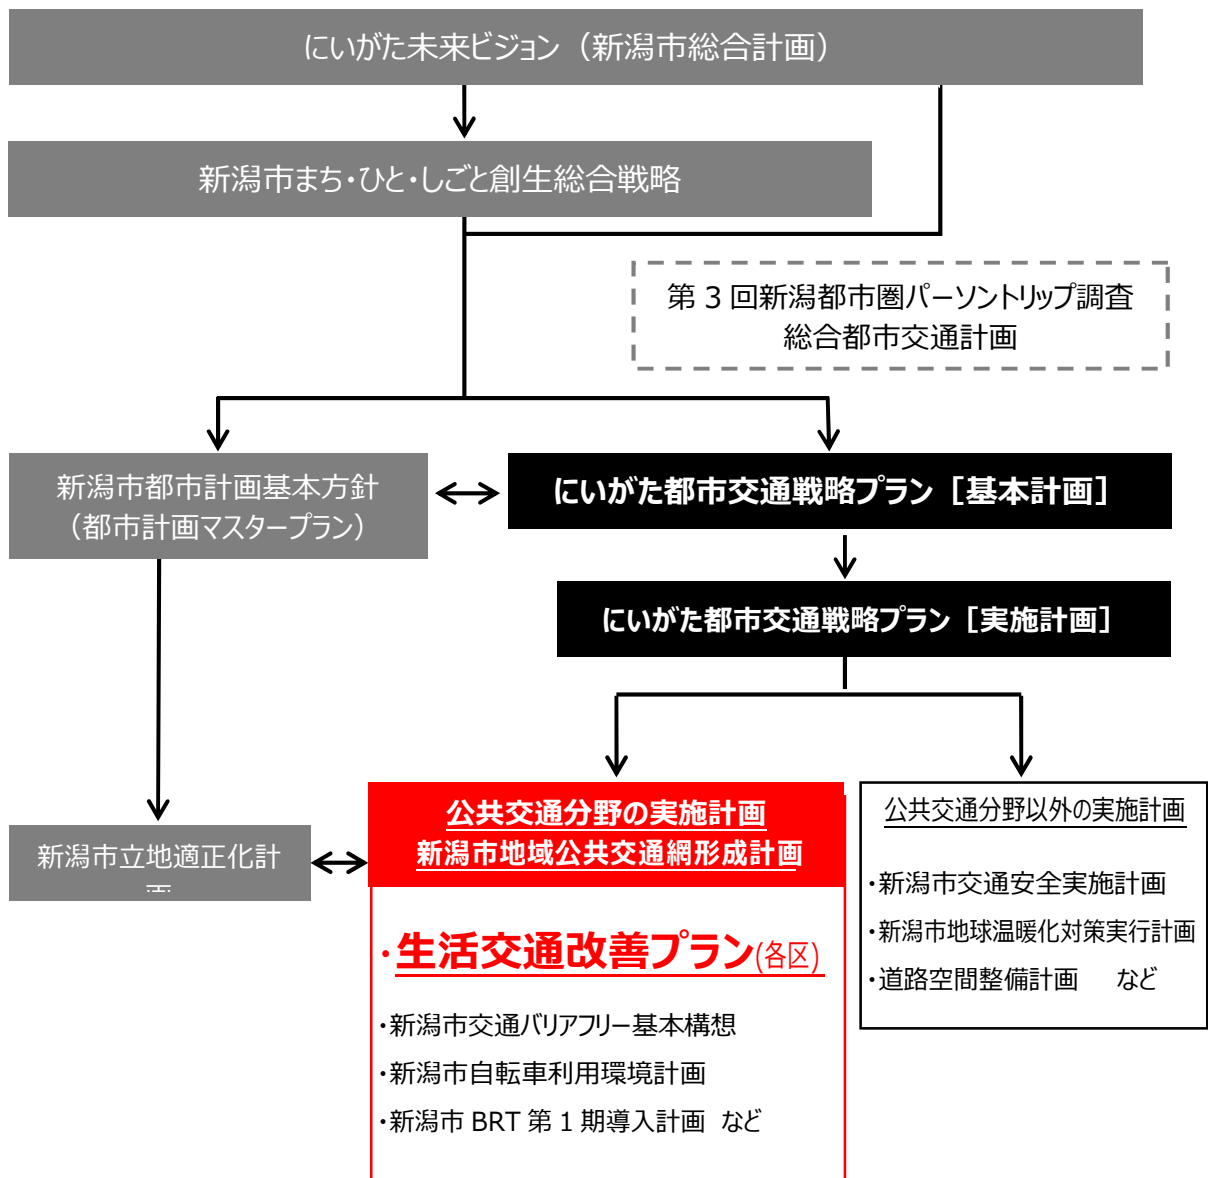 にいがた未来ビジョン（新潟市総合計画）
新潟市まち・ひと・しごと創生総合戦略
第 3 回新潟都市圏パーソントリップ調査
総合都市交通計画
新潟市都市計画基本方針
（都市計画マスタープラン）
にいがた都市交通戦略プラン［基本計画］
にいがた都市交通戦略プラン［実施計画］
新潟市立地適正化計
画
公共交通分野の実施計画
新潟市地域公共交通網形成計画
・生活交通改善プラン(各区)
・新潟市交通バリアフリー基本構想
・新潟市自転車利用環境計画
・新潟市 BRT 第 1 期導入計画 など
公共交通分野以外の実施計画
・新潟市交通安全実施計画
・新潟市地球温暖化対策実行計画
・道路空間整備計画 など